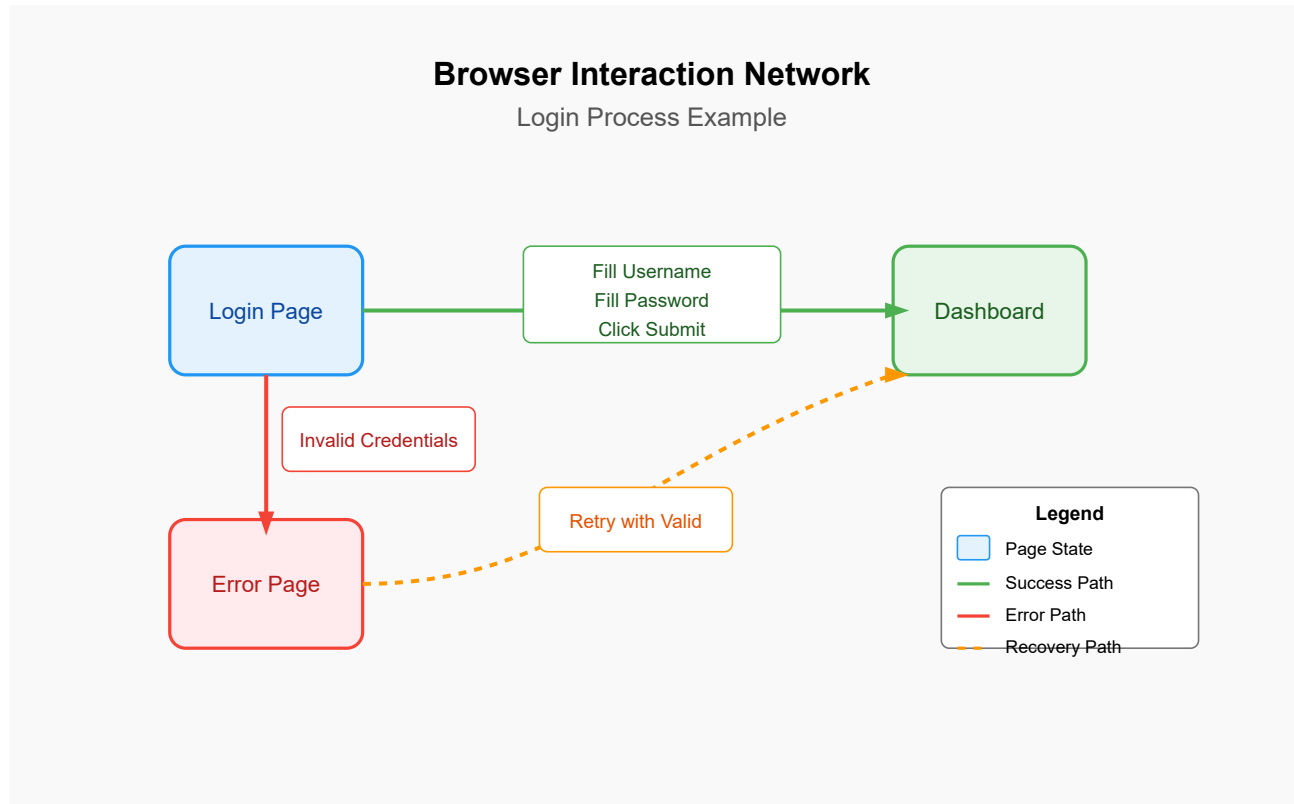 Browser Interaction Network
Login Process Example
Login Page
Fill Username
Fill Password
Click Submit
Dashboard
Invalid Credentials
Error Page
Retry with Valid
Legend
Page State
Success Path
Error Path
Recovery Path